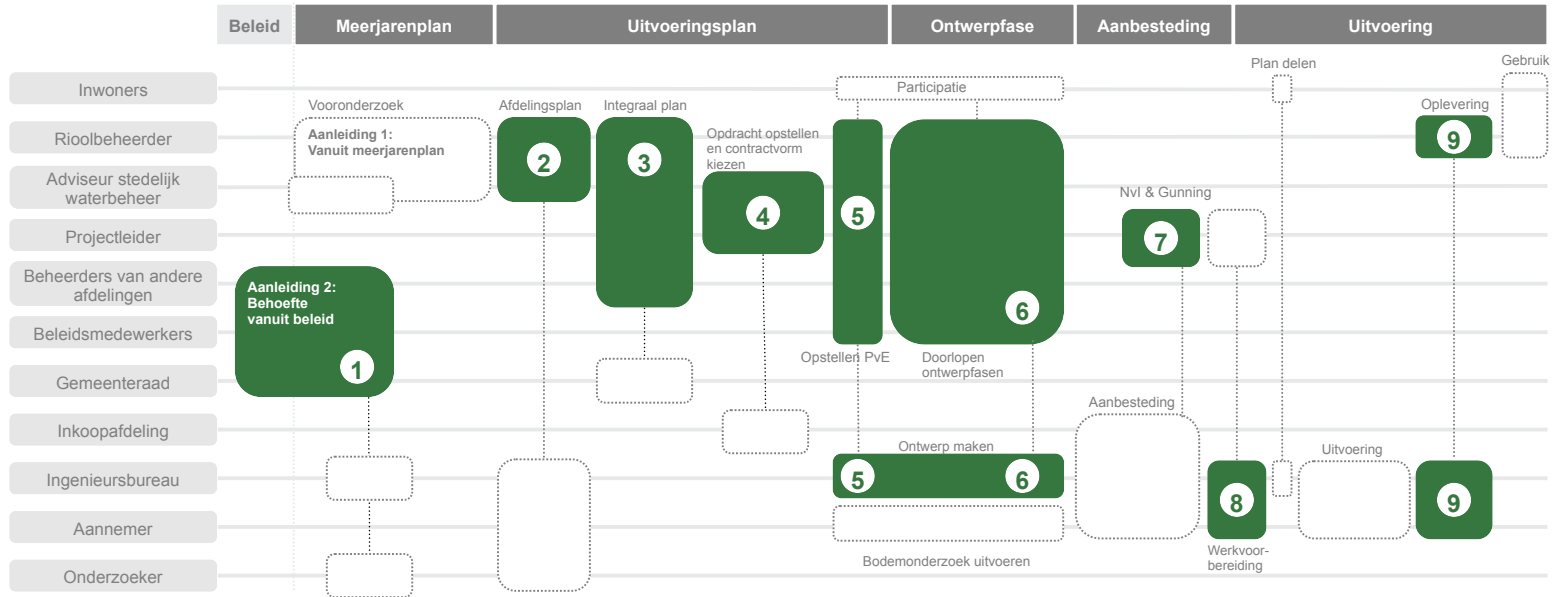 Beleid
Meerjarenplan
Uitvoeringsplan
Ontwerpfase
Aanbesteding
Uitvoering
Plan delen
Gebruik
Inwoners
Participatie
Vooronderzoek
Afdelingsplan
Integraal plan
Oplevering
Rioolbeheerder
Aanleiding 1:
Vanuit meerjarenplan
Opdracht opstellen
en contractvorm
kiezen
2
3
9
Adviseur stedelijk
waterbeheer
NvI & Gunning
4
5
Projectleider
7
Beheerders van andere
afdelingen
Aanleiding 2:
Behoefte
vanuit beleid
6
Beleidsmedewerkers
1
Opstellen PvE
Doorlopen
ontwerpfasen
Gemeenteraad
Aanbesteding
Inkoopafdeling
Ontwerp maken
Uitvoering
Ingenieursbureau
5
6
8
9
Aannemer
Bodemonderzoek uitvoeren
Werkvoor-
bereiding
Onderzoeker